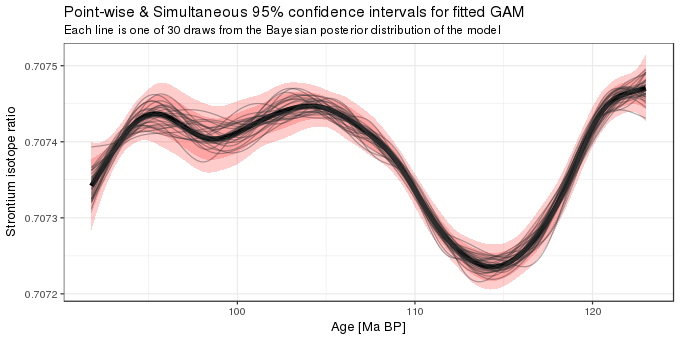 Point-wise & Simultaneous 95% confidence intervals for fitted GAM
Each line is one of 30 draws from the Bayesian posterior distribution of the model
0.7075
0.7074
0.7073
0.7072
Strontium isotope ratio
100
110
120
Age [Ma BP]